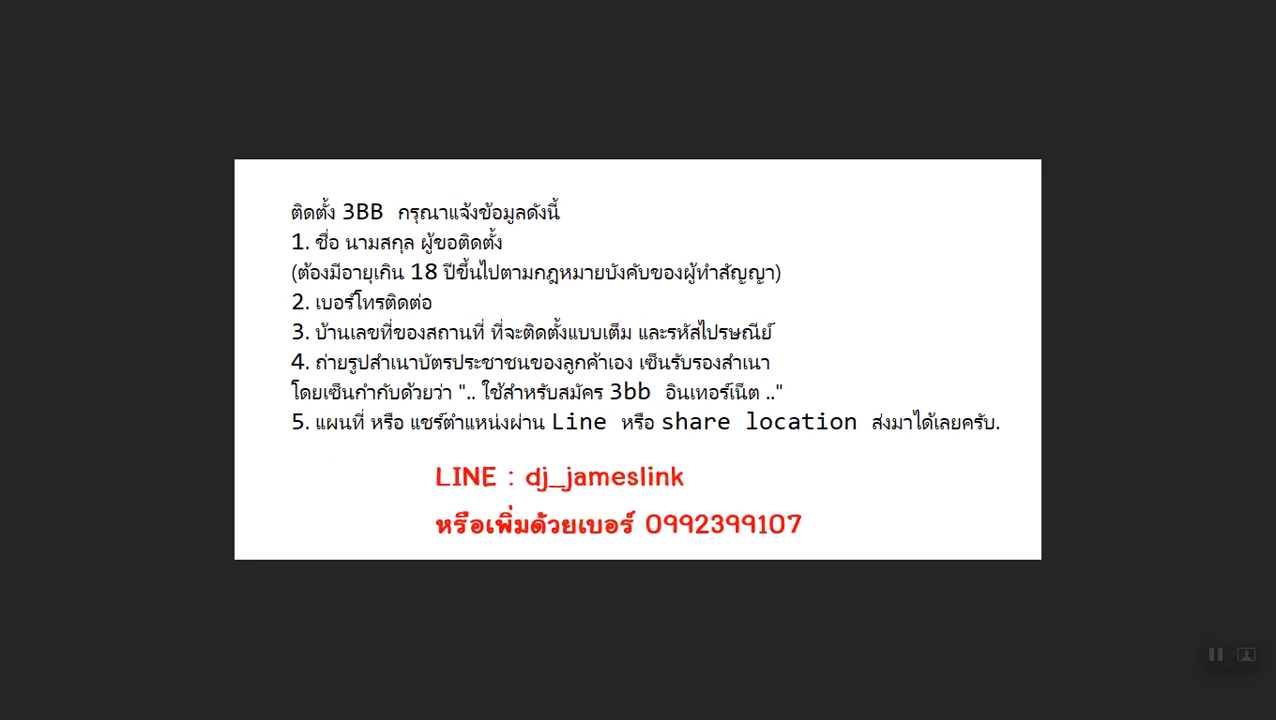 ติดตั้ง 3BB กรุณาแจ้งข้อมูลดังนี้
1. ชื่อ นามสกุล ผู้ขอติดตั้ง
(ต้องมีอายุเกิน 18 ปีขึ้นไปตามกฎหมายบังคับของผู้ทำสัญญา)
2. เบอร์โทรติดต่อ
3. บ้านเลขที่ของสถานที่ ที่จะติดตั้งแบบเต็ม และรหัสไปรษณีย์
4. ถ่ายรูปสำเนาบัตรประชาชนของลูกค้าเอง เซ็นรับรองสำเนา
โดยเซ็นกำกับด้วยว่า ".. ใช้สำหรับสมัคร 3bb อินเทอร์เน็ต .."
5. แผนที่ หรือ แชร์ตำแหน่งผ่าน Line หรือ share location ส่งมาได้เลยครับ.
LINE : dj_jameslink
หรือเพิ่มด้วยเบอร์ 0992399107